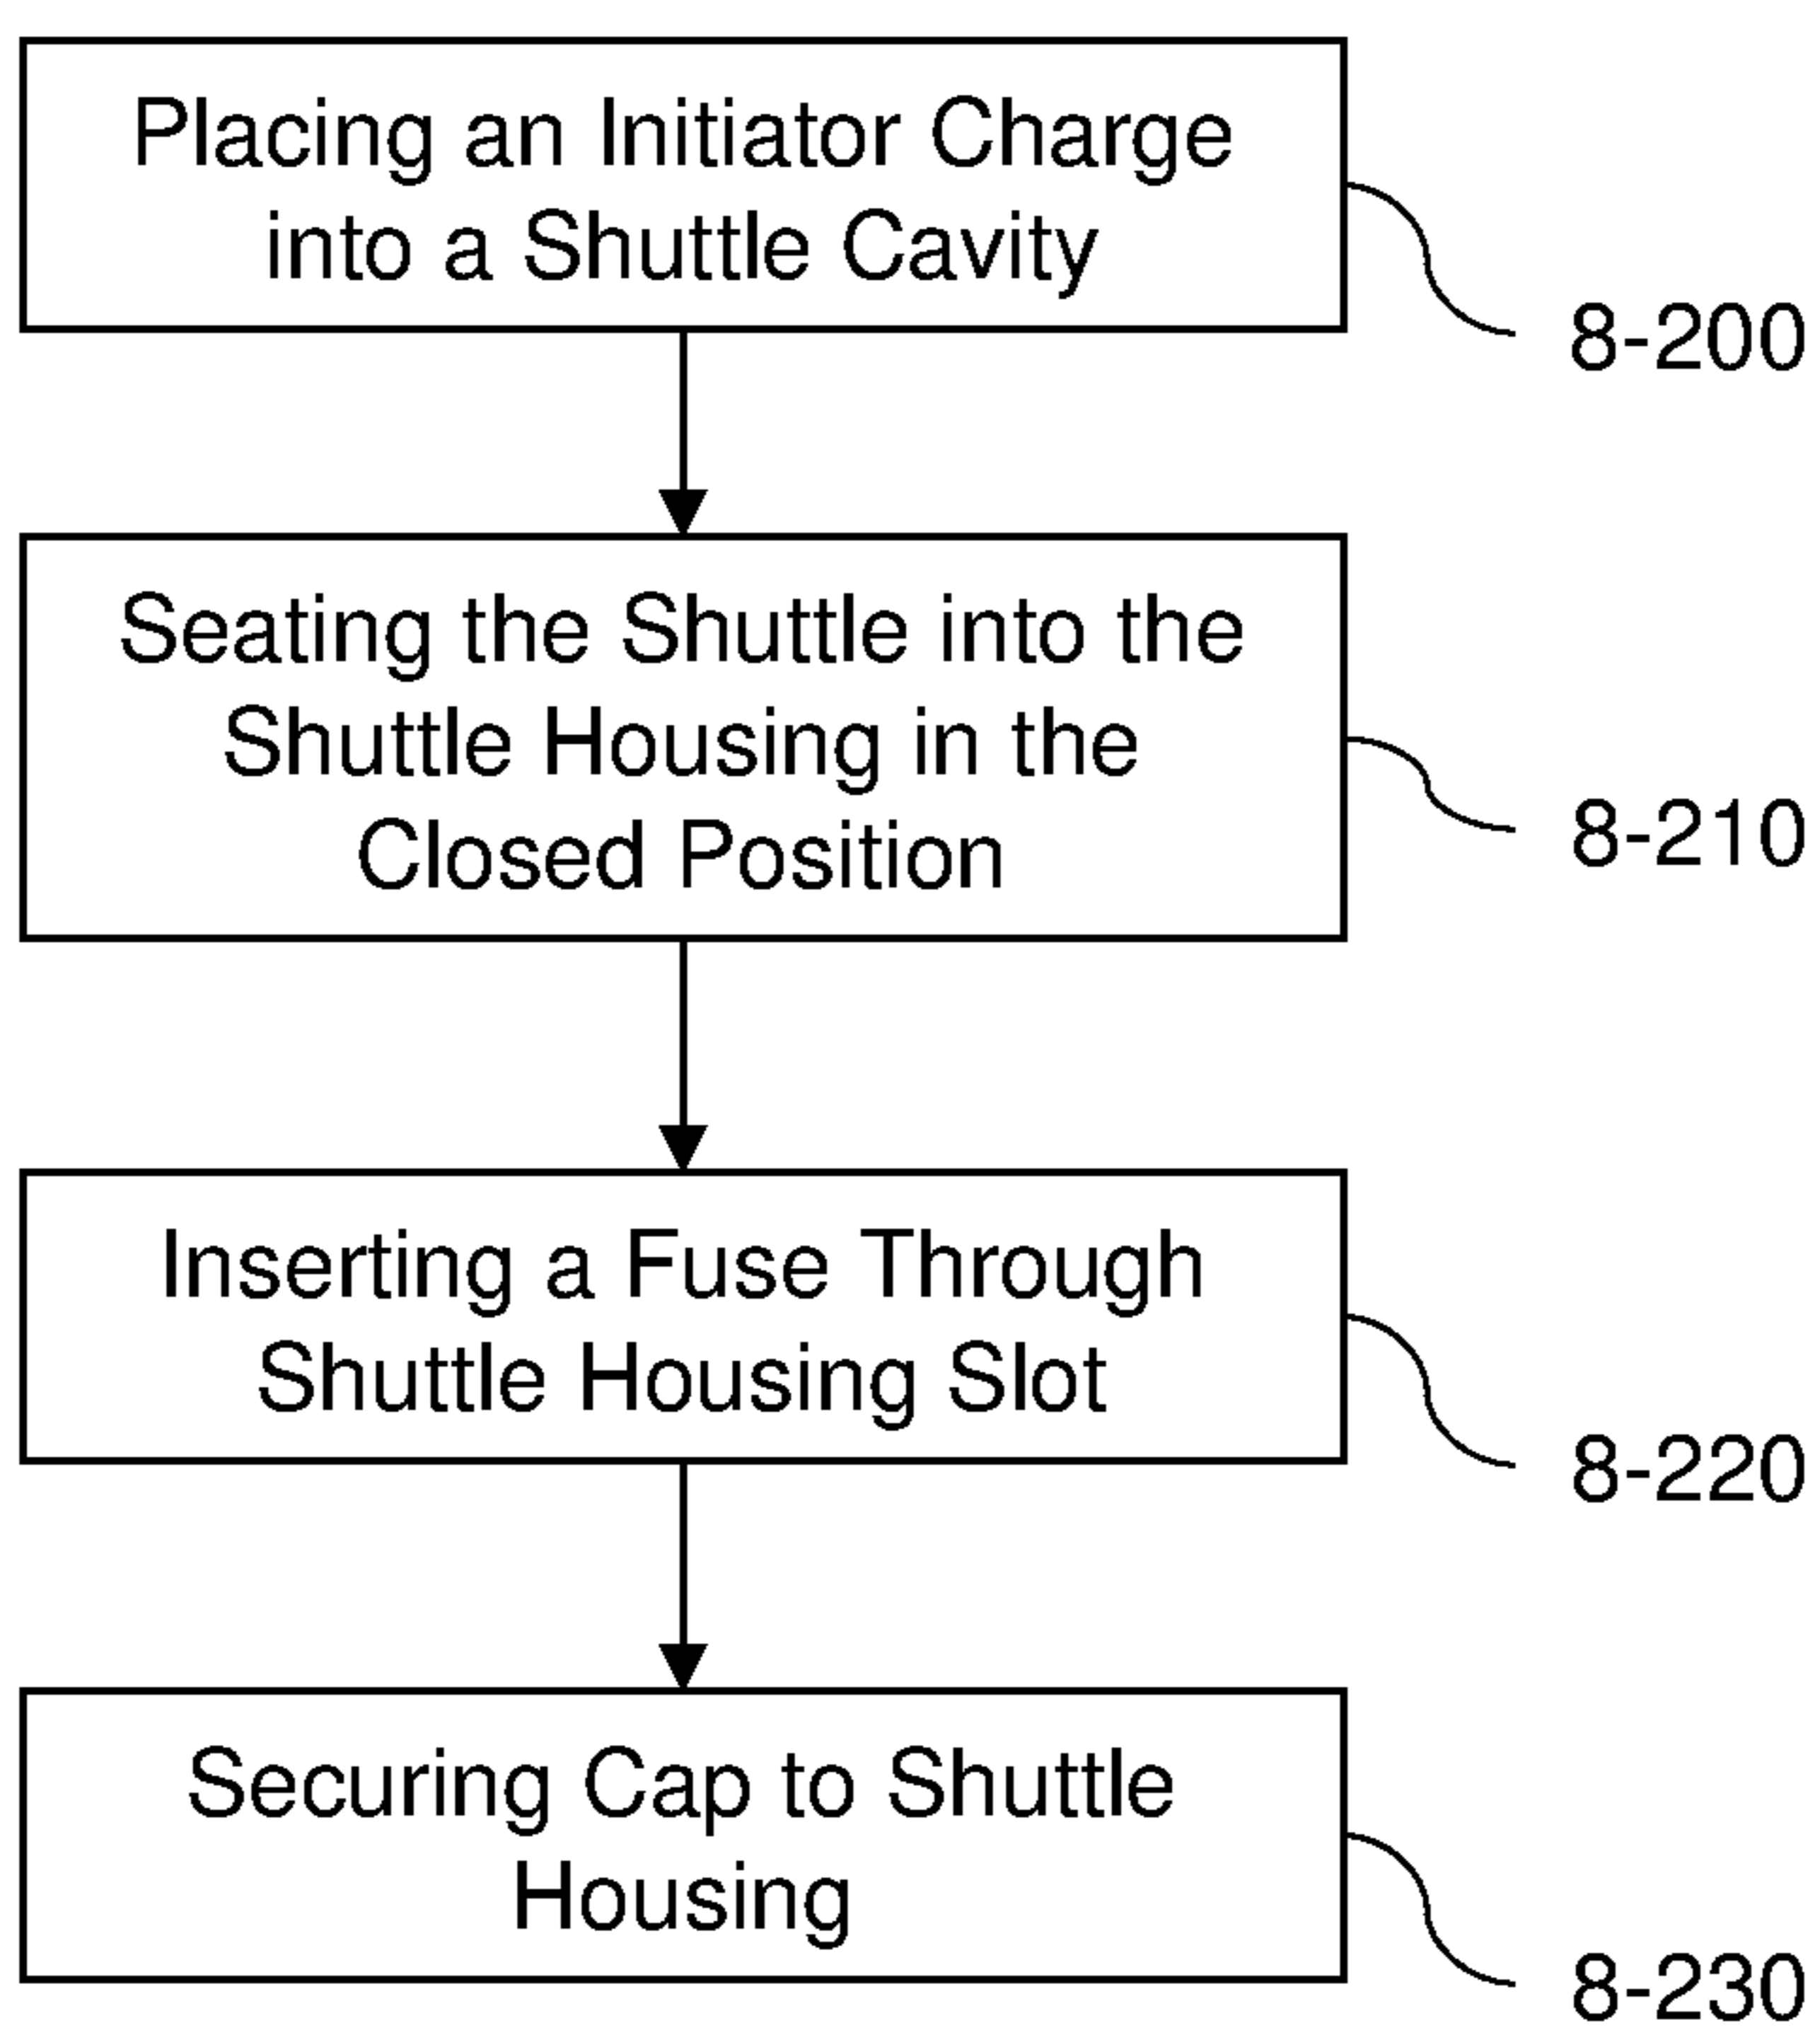 Placing an Initiator Charge
into a Shuttle Cavity
8-200
Seating the Shuttle into the
Shuttle Housing in the
Closed Position
8-210
Inserting a Fuse Through
Shuttle Housing Slot
8-220
Securing Cap to Shuttle
Housing
8-230